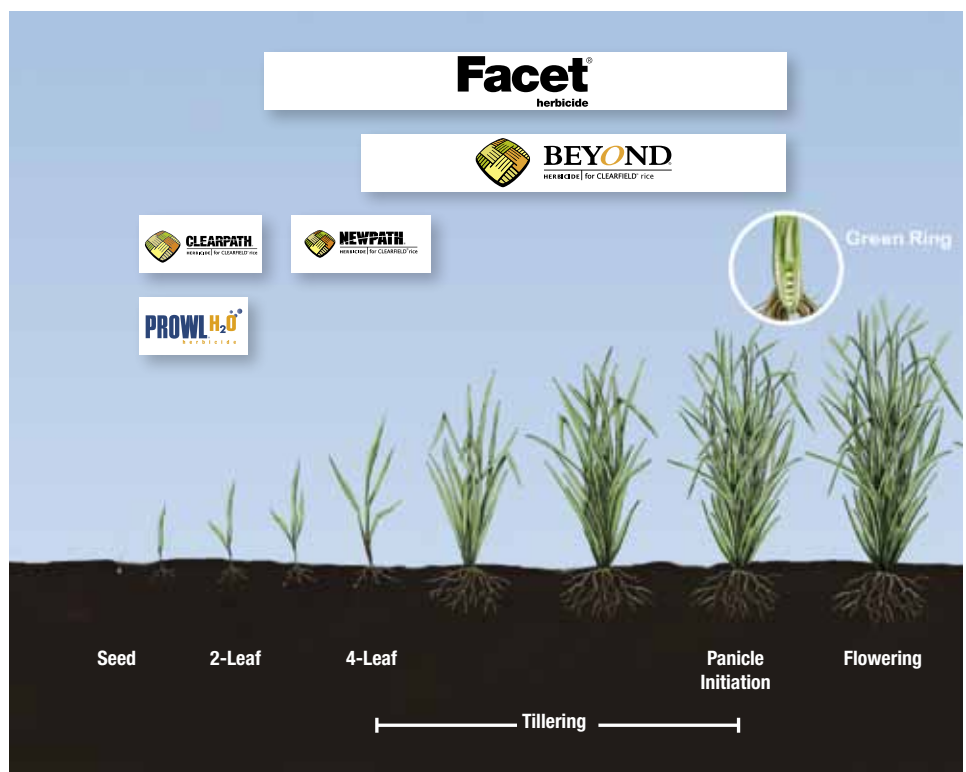 Facet®
herbicide
BEYOND®
HERBICIDE | for CLEARFIELD® rice
CLEARPATH
HERBICIDE | for CLEARFIELD® rice
NEWPATH
HERBICIDE | for CLEARFIELD® rice
Green Ring
PROWL H2O
herbicide
Seed
2-Leaf
4-Leaf
Panicle
Initiation
Flowering
Tillering